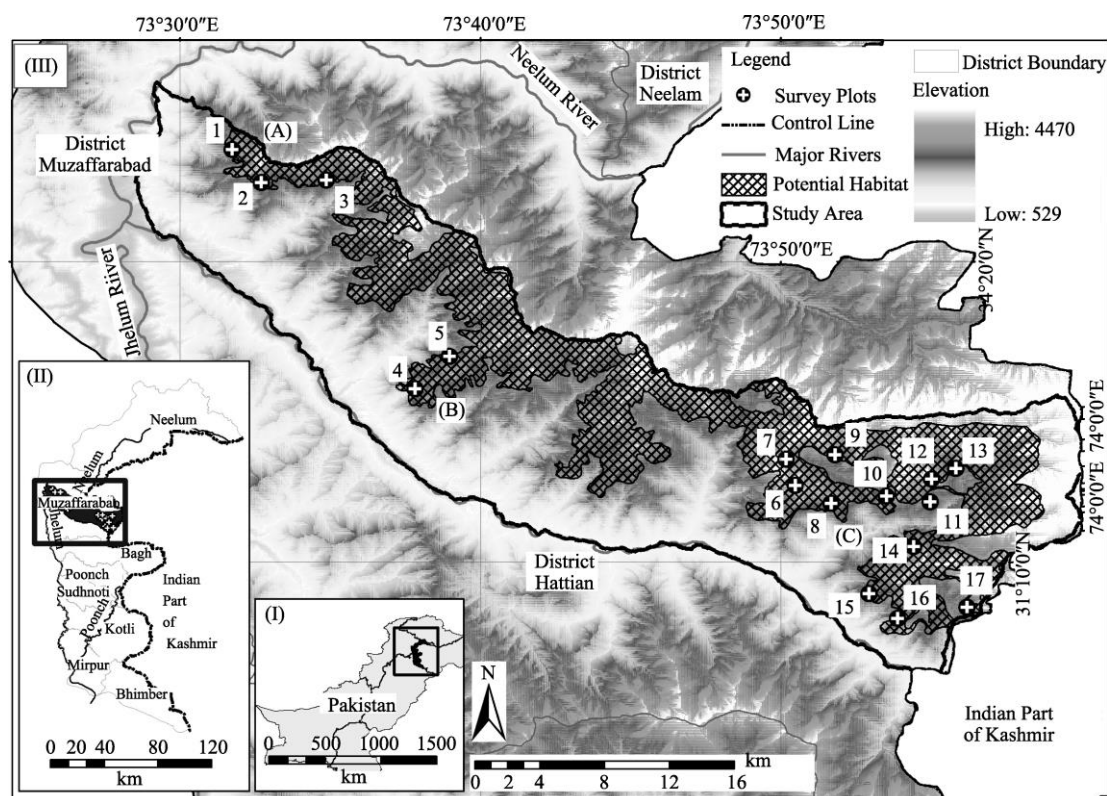 73°30′0″E
73°40′0″E
73°50′0″E
(III)
Neelum River
District
Neelam
Legend
Survey Plots
Control Line
Major Rivers
Potential Habitat
Study Area
District Boundary
Elevation
High: 4470
Low: 529
73°50′0″E
34°20′0″N
District
Muzaffarabad
1
(A)
2
3
Jhelum Riiver
5
4
(B)
74°0′0″E
74°0′0″E
7
9
12
13
10
6
8
(C)
11
14
17
15
16
31°10′0″N
District
Hattian
(II)
Neelum
Neelum
Muzaffarabad
Jhelum
Bagh
Poonch
Sudhnoti
Poonch
Kotli
Mirpur
Bhimber
Indian
Part
of
Kashmir
0 20 40 80 120
km
(I)
Pakistan
0 500 1000 1500
km
N
0 2 4 8 12 16
km
Indian Part
of Kashmir